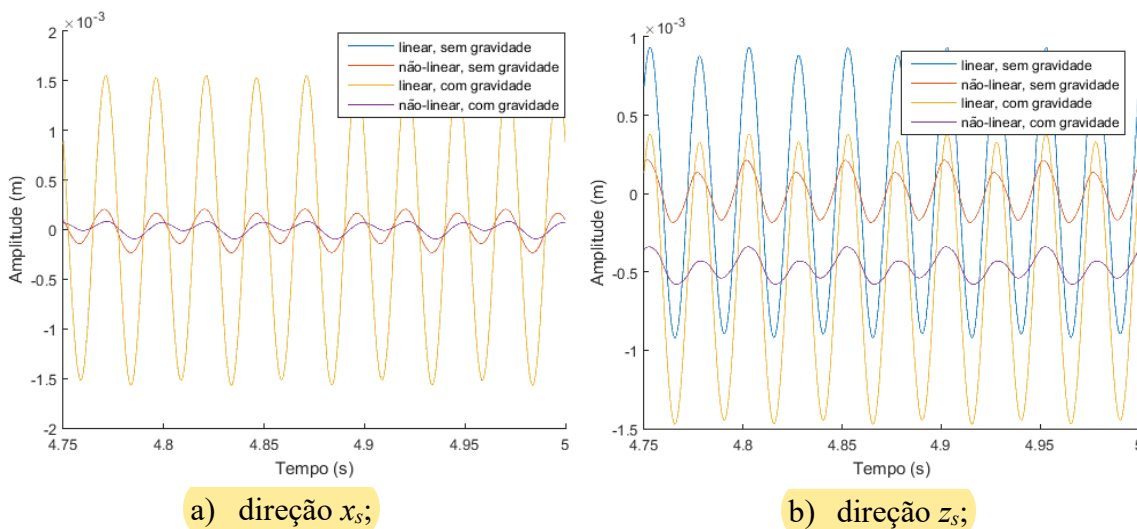 ×10⁻³
2
1.5
1
0.5
0
-0.5
-1
-1.5
-2
4.75
4.8
4.85
4.9
4.95
5
Amplitude (m)
Tempo (s)
linear, sem gravidade
não-linear, sem gravidade
linear, com gravidade
não-linear, com gravidade
a) direção xₛ;
×10⁻³
1
0.5
0
-0.5
-1
-1.5
4.75
4.8
4.85
4.9
4.95
5
Amplitude (m)
Tempo (s)
linear, sem gravidade
não-linear, sem gravidade
linear, com gravidade
não-linear, com gravidade
b) direção zₛ;